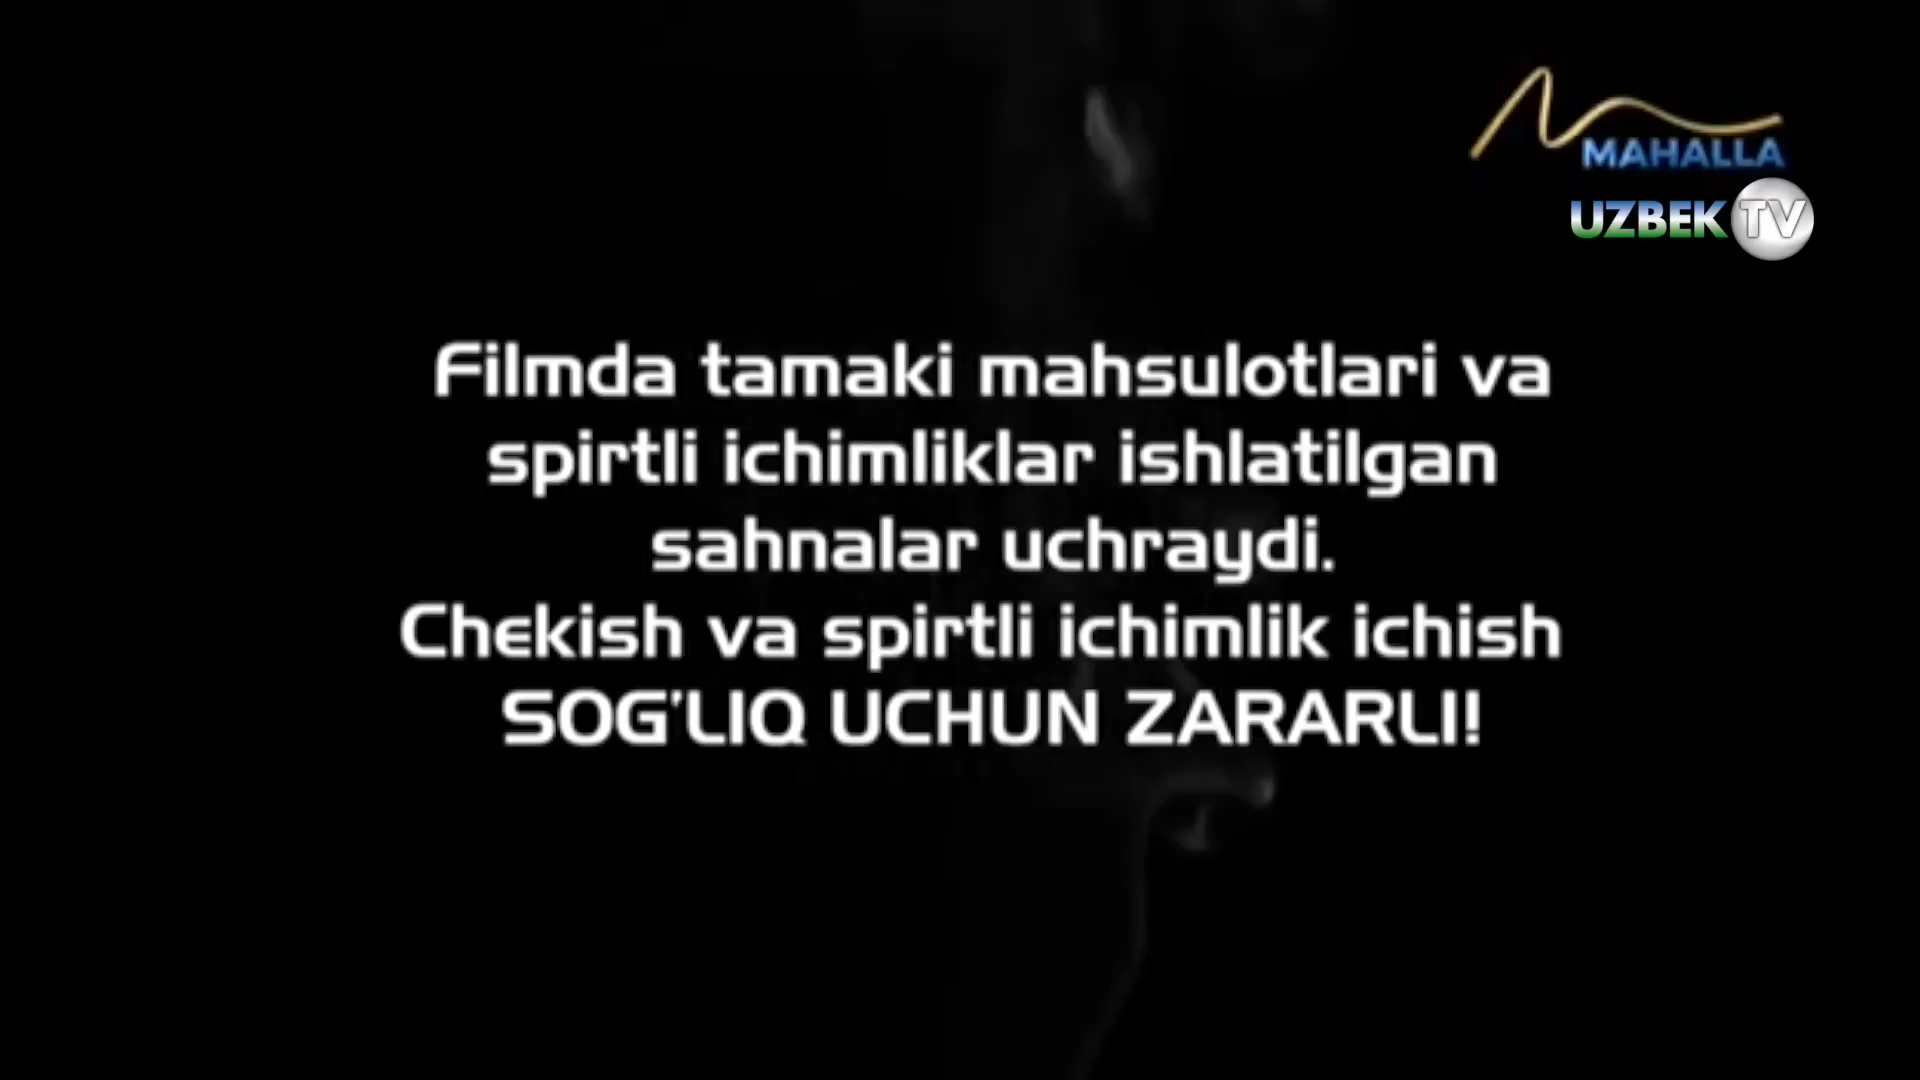 MAHALLA
UZBEK TV
Filmda tamaki mahsulotlari va
spirtli ichimliklar ishlatilgan
sahnalar uchraydi.
Chekish va spirtli ichimlik ichish
SOG'LIQ UCHUN ZARARLI!